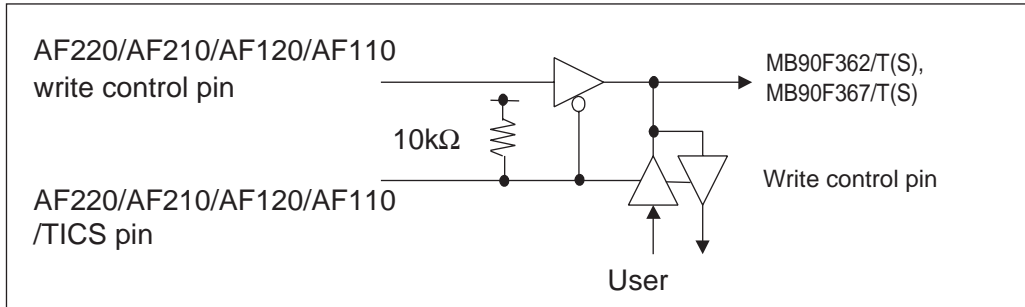 AF220/AF210/AF120/AF110
write control pin
MB90F362/T(S),
MB90F367/T(S)
10kΩ
Write control pin
AF220/AF210/AF120/AF110
/TICS pin
User